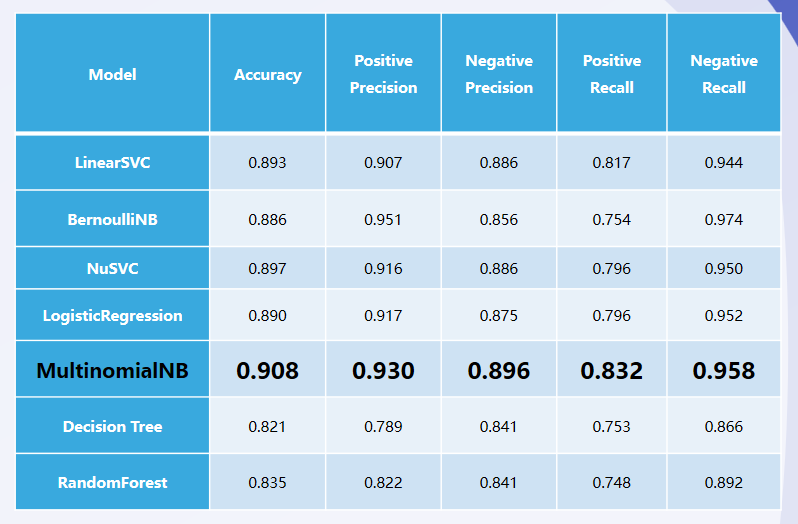 Model Accuracy Positive Precision Negative Precision Positive Recall Negative Recall
LinearSVC 0.893 0.907 0.886 0.817 0.944
BernoulliNB 0.886 0.951 0.856 0.754 0.974
NuSVC 0.897 0.916 0.886 0.796 0.950
LogisticRegression 0.890 0.917 0.875 0.796 0.952
MultinomialNB 0.908 0.930 0.896 0.832 0.958
Decision Tree 0.821 0.789 0.841 0.753 0.866
RandomForest 0.835 0.822 0.841 0.748 0.892